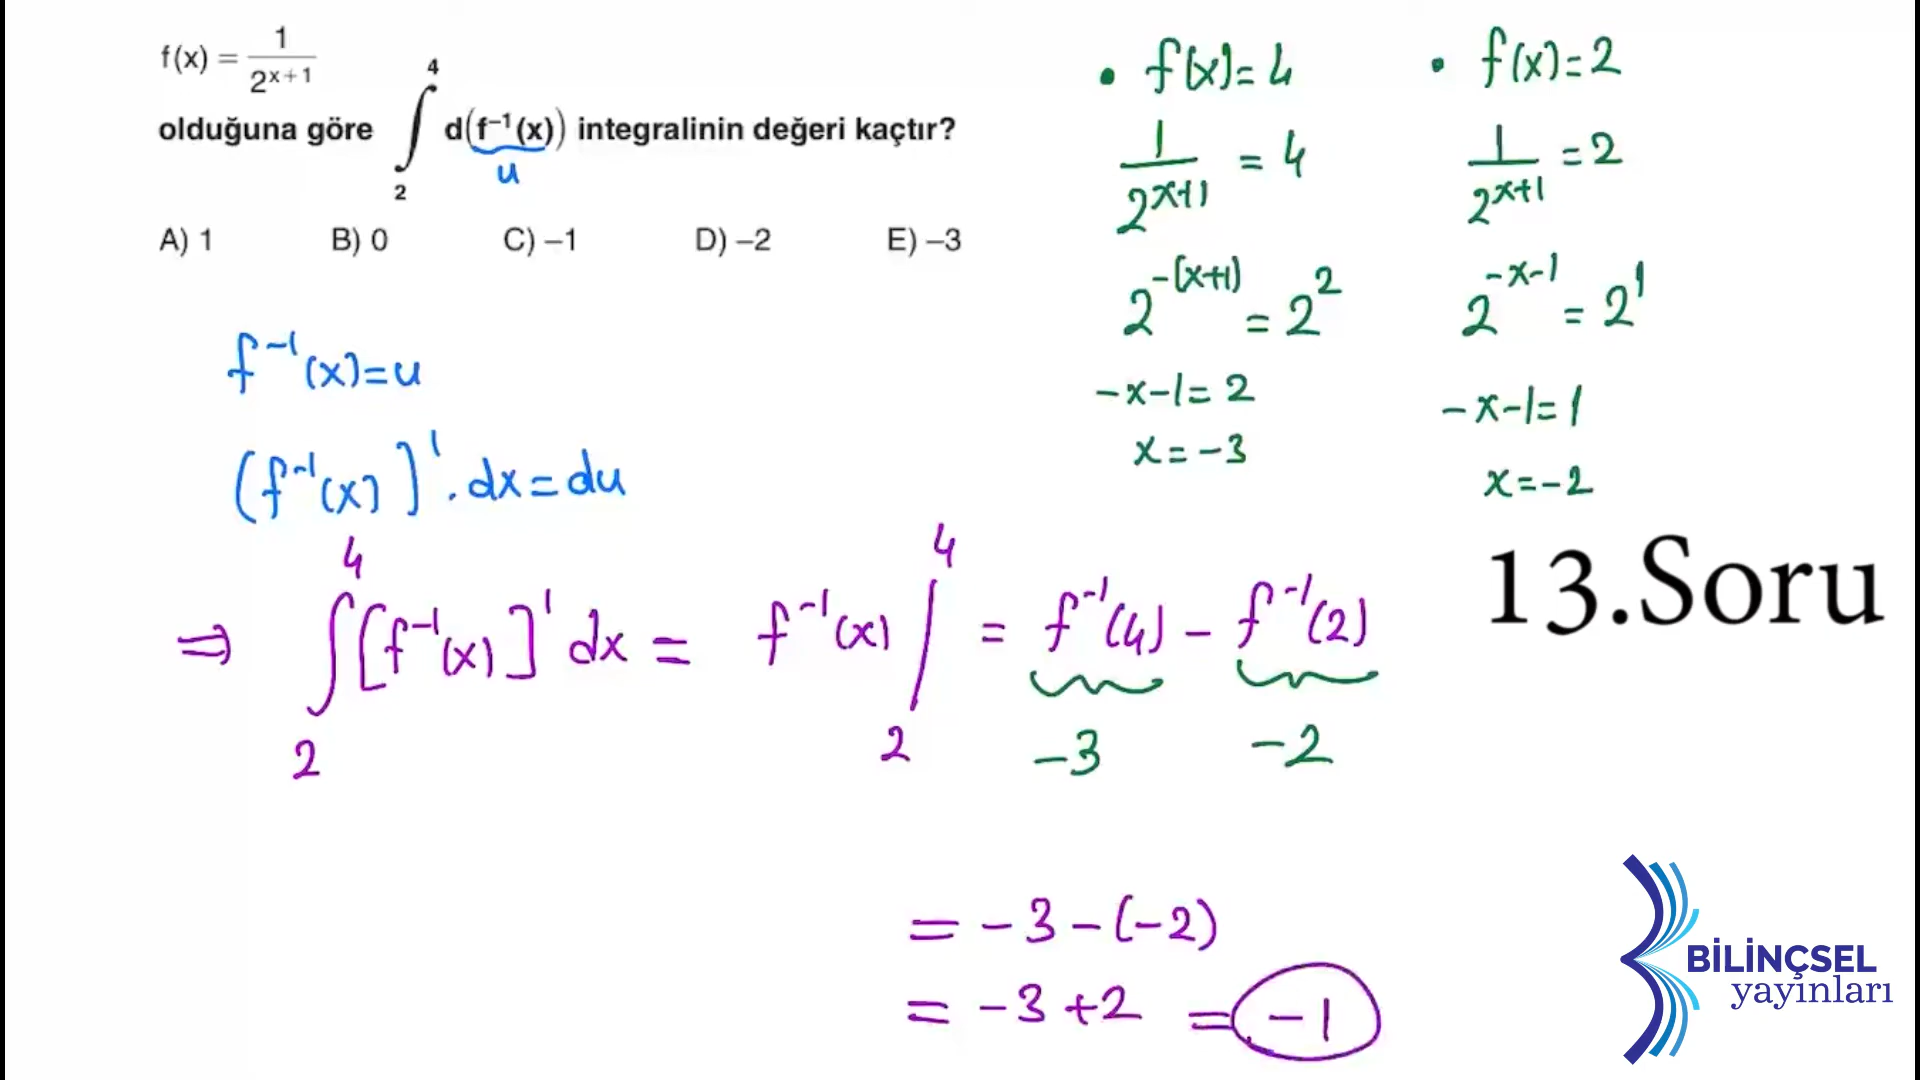 f(x) = 1/2^(x+1)
olduğuna göre ∫₂⁴ d(f⁻¹(x)) integralinin değeri kaçtır?
u
A) 1 B) 0 C) –1 D) –2 E) –3
f⁻¹(x)=u
(f⁻¹(x))'. dx = du
⇒ ∫₂⁴ [f⁻¹(x)]' dx = f⁻¹(x) |₂⁴ = f⁻¹(4) − f⁻¹(2)
-3 -2
= -3-(-2)
= -3+2 = -1
• f(x)=4
1/2^(x+1) = 4
2^(-(x+1)) = 2²
-x-1=2
x=-3
• f(x)=2
1/2^(x+1) = 2
2^(-x-1) = 2¹
-x-1=1
x=-2
13.Soru
BİLİNÇSEL
yayınları